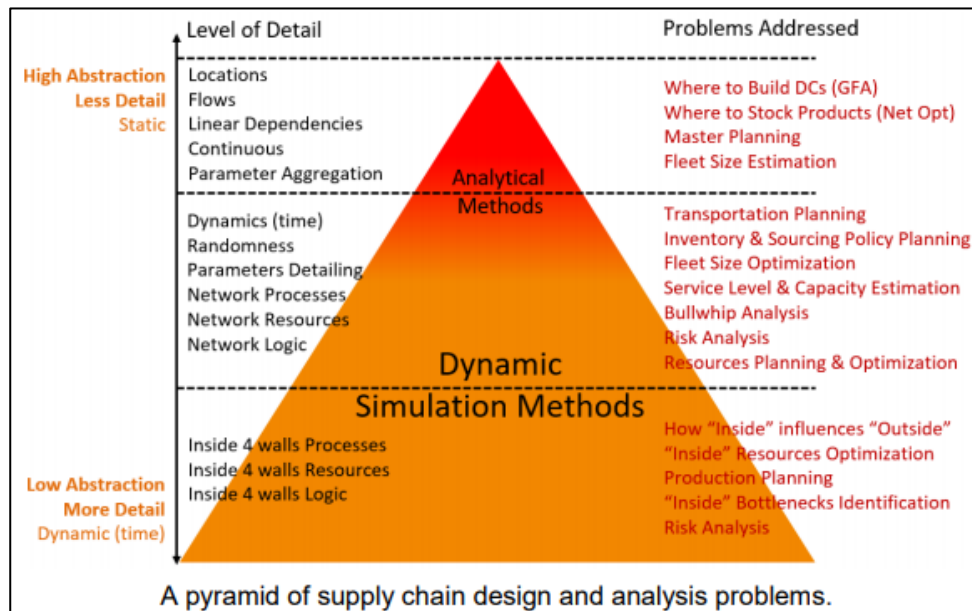 Level of Detail
Problems Addressed
High Abstraction
Less Detail
Static
Locations
Flows
Linear Dependencies
Continuous
Parameter Aggregation
Analytical
Methods
Where to Build DCs (GFA)
Where to Stock Products (Net Opt)
Master Planning
Fleet Size Estimation
Dynamics (time)
Randomness
Parameters Detailing
Network Processes
Network Resources
Network Logic
Transportation Planning
Inventory & Sourcing Policy Planning
Fleet Size Optimization
Service Level & Capacity Estimation
Bullwhip Analysis
Risk Analysis
Resources Planning & Optimization
Dynamic
Simulation Methods
Low Abstraction
More Detail
Dynamic (time)
Inside 4 walls Processes
Inside 4 walls Resources
Inside 4 walls Logic
How “Inside” influences “Outside”
“Inside” Resources Optimization
Production Planning
“Inside” Bottlenecks Identification
Risk Analysis
A pyramid of supply chain design and analysis problems.